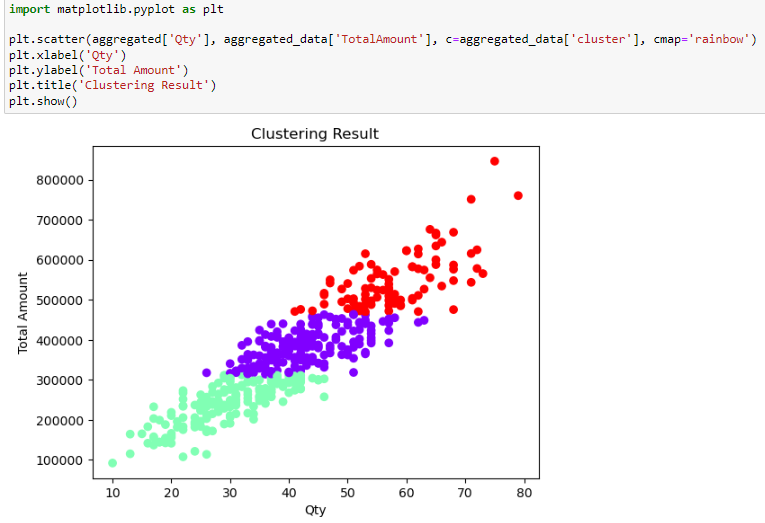 import matplotlib.pyplot as plt
plt.scatter(aggregated['Qty'], aggregated_data['TotalAmount'], c=aggregated_data['cluster'], cmap='rainbow')
plt.xlabel('Qty')
plt.ylabel('Total Amount')
plt.title('Clustering Result')
plt.show()
Clustering Result
800000
700000
600000
500000
400000
300000
200000
100000
Total Amount
10 20 30 40 50 60 70 80
Qty